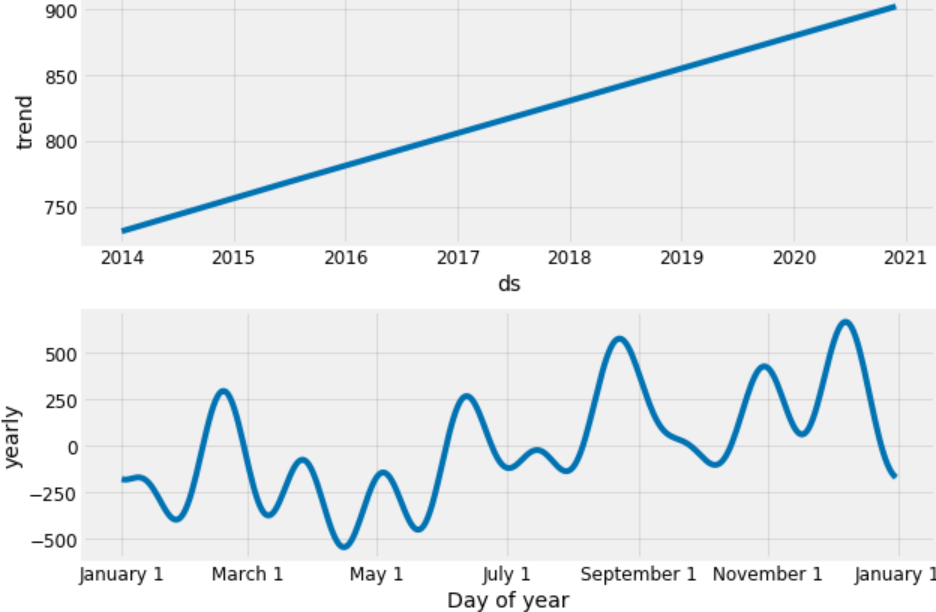 900
850
800
750
trend
2014 2015 2016 2017 2018 2019 2020 2021
ds
500
250
0
−250
−500
yearly
January 1 March 1 May 1 July 1 September 1 November 1 January 1
Day of year